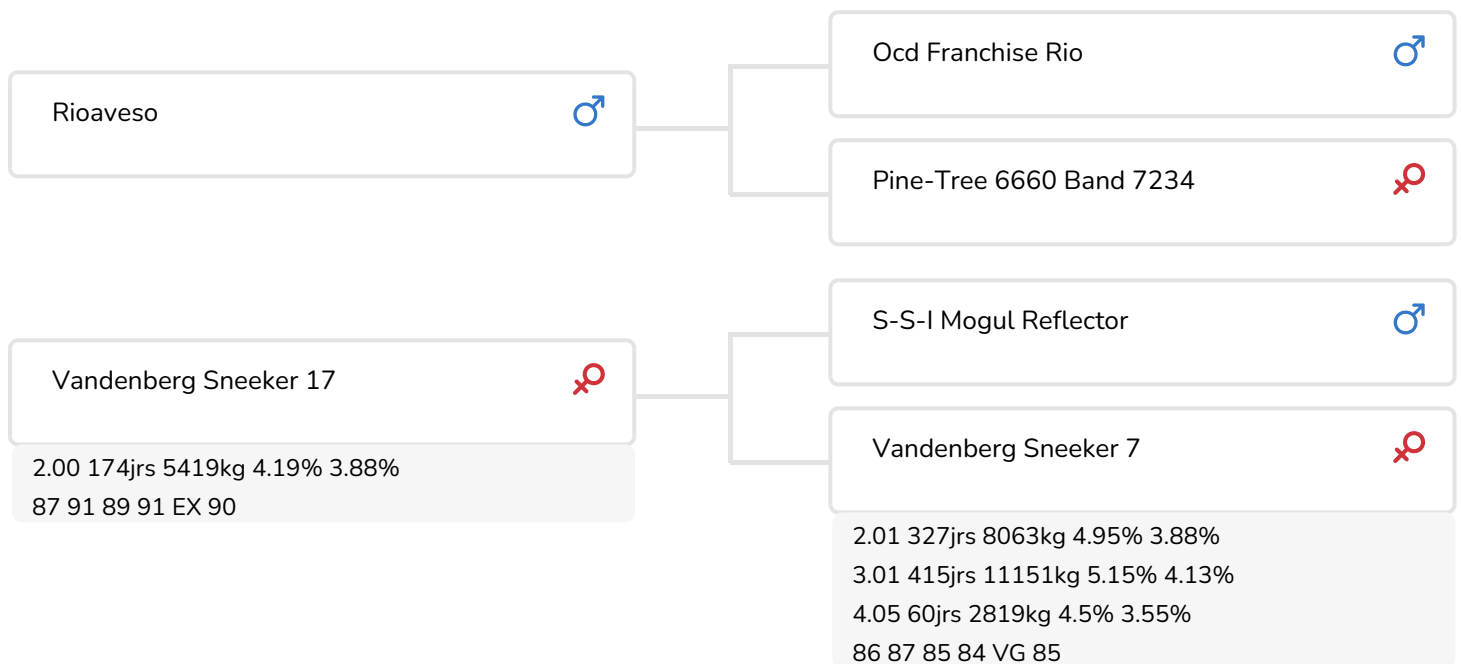 Rioaveso
Vandenberg Sneeker 17
2.00 174jrs 5419kg 4.19% 3.88%
87 91 89 91 EX 90
Ocd Franchise Rio
Pine-Tree 6660 Band 7234
S-S-I Mogul Reflector
Vandenberg Sneeker 7
2.01 327jrs 8063kg 4.95% 3.88%
3.01 415jrs 11151kg 5.15% 4.13%
4.05 60jrs 2819kg 4.5% 3.55%
86 87 85 84 VG 85